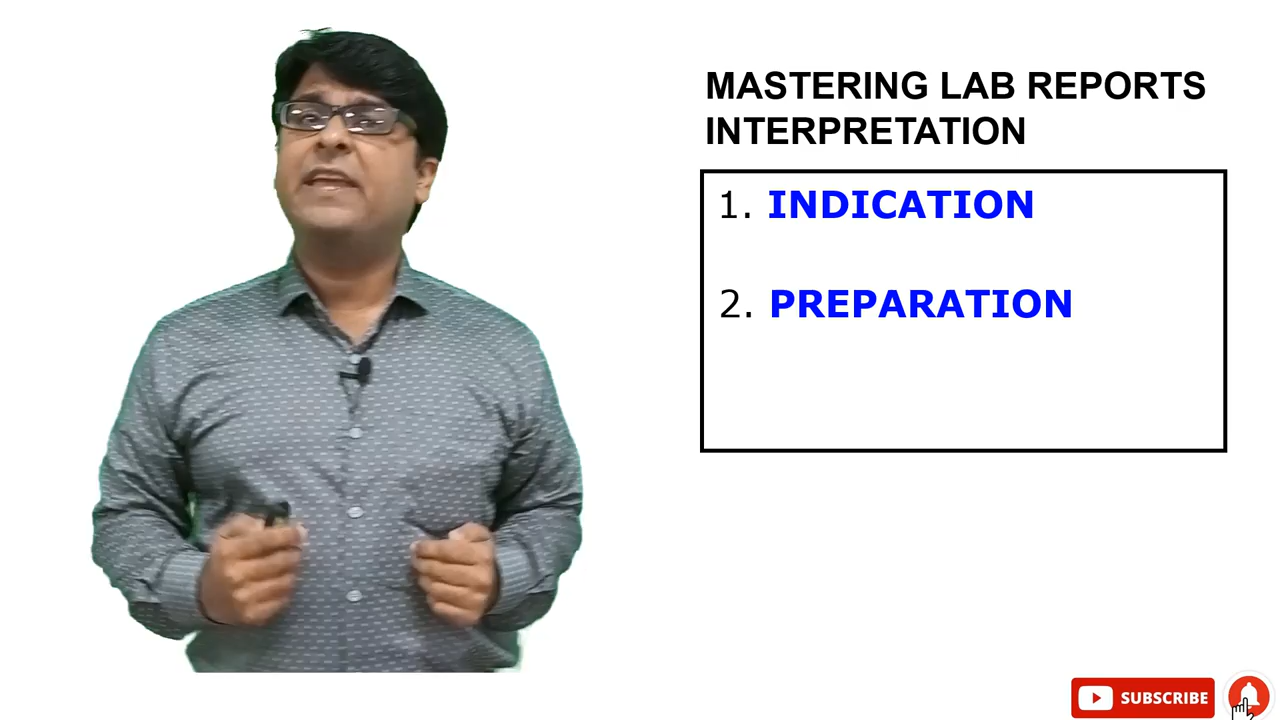 MASTERING LAB REPORTS
INTERPRETATION
1. INDICATION
2. PREPARATION
SUBSCRIBE